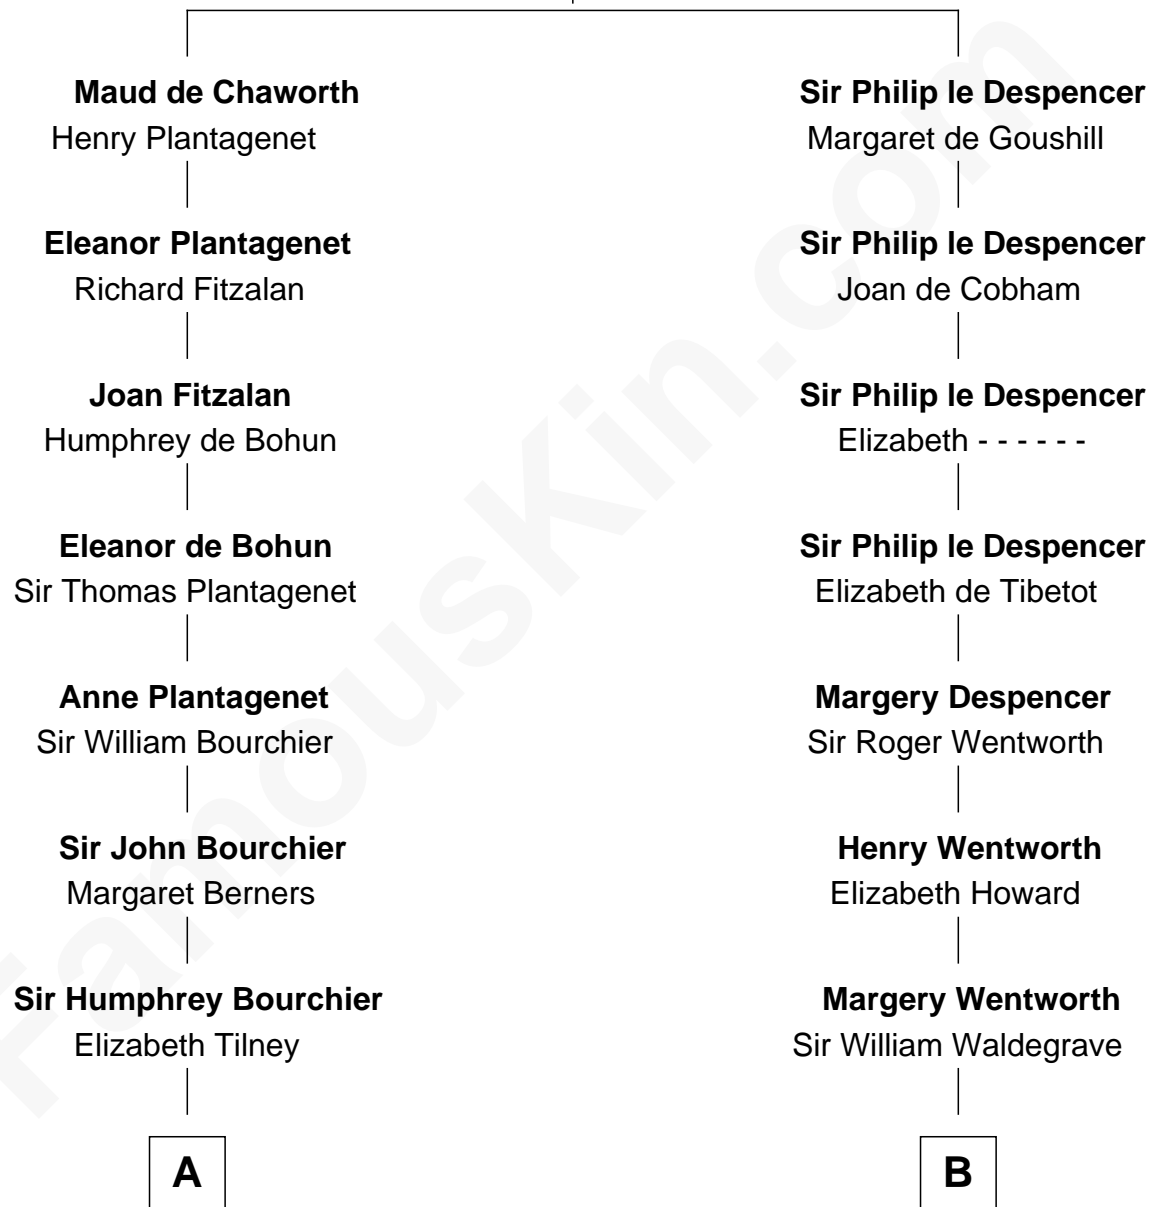 Maud de Chaworth
Henry Plantagenet
Sir Philip le Despencer
Margaret de Goushill
Eleanor Plantagenet
Richard Fitzalan
Sir Philip le Despencer
Joan de Cobham
Joan Fitzalan
Humphrey de Bohun
Sir Philip le Despencer
Elizabeth - - - - - -
Eleanor de Bohun
Sir Thomas Plantagenet
Sir Philip le Despencer
Elizabeth de Tibetot
Anne Plantagenet
Sir William Bourchier
Margery Despencer
Sir Roger Wentworth
Sir John Bourchier
Margaret Berners
Henry Wentworth
Elizabeth Howard
Sir Humphrey Bourchier
Elizabeth Tilney
Margery Wentworth
Sir William Waldegrave
A
B
FamousKin.com